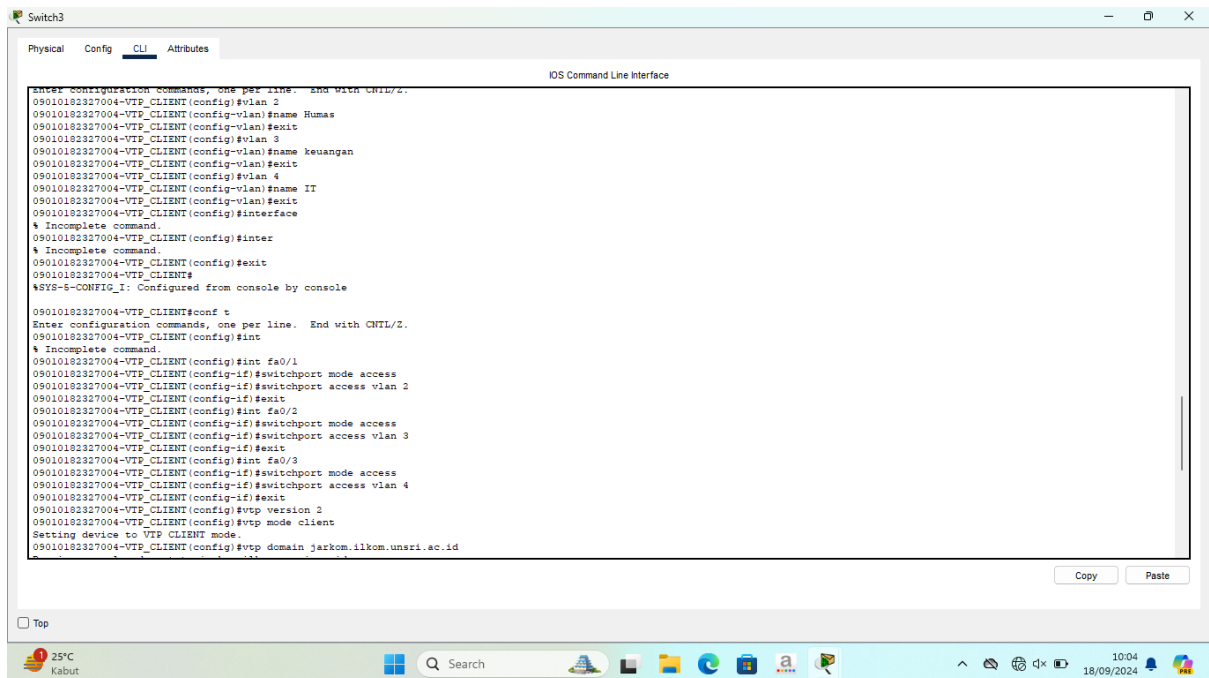 Switch3
Physical Config CLI Attributes
IOS Command Line Interface
Enter configuration commands, one per line. End with CNTL/Z.
09010182327004-VTP_CLIENT(config)#vlan 2
09010182327004-VTP_CLIENT(config-vlan)#name Humas
09010182327004-VTP_CLIENT(config-vlan)#exit
09010182327004-VTP_CLIENT(config)#vlan 3
09010182327004-VTP_CLIENT(config-vlan)#name keuangan
09010182327004-VTP_CLIENT(config-vlan)#exit
09010182327004-VTP_CLIENT(config)#vlan 4
09010182327004-VTP_CLIENT(config-vlan)#name IT
09010182327004-VTP_CLIENT(config-vlan)#exit
09010182327004-VTP_CLIENT(config)#interface
% Incomplete command.
09010182327004-VTP_CLIENT(config)#inter
% Incomplete command.
09010182327004-VTP_CLIENT(config)#exit
09010182327004-VTP_CLIENT#
%SYS-5-CONFIG_I: Configured from console by console
09010182327004-VTP_CLIENT#conf t
Enter configuration commands, one per line. End with CNTL/Z.
09010182327004-VTP_CLIENT(config)#int
% Incomplete command.
09010182327004-VTP_CLIENT(config)#int fa0/1
09010182327004-VTP_CLIENT(config-if)#switchport mode access
09010182327004-VTP_CLIENT(config-if)#switchport access vlan 2
09010182327004-VTP_CLIENT(config-if)#exit
09010182327004-VTP_CLIENT(config)#int fa0/2
09010182327004-VTP_CLIENT(config-if)#switchport mode access
09010182327004-VTP_CLIENT(config-if)#switchport access vlan 3
09010182327004-VTP_CLIENT(config-if)#exit
09010182327004-VTP_CLIENT(config)#int fa0/3
09010182327004-VTP_CLIENT(config-if)#switchport mode access
09010182327004-VTP_CLIENT(config-if)#switchport access vlan 4
09010182327004-VTP_CLIENT(config-if)#exit
09010182327004-VTP_CLIENT(config)#vtp version 2
09010182327004-VTP_CLIENT(config)#vtp mode client
Setting device to VTP CLIENT mode.
09010182327004-VTP_CLIENT(config)#vtp domain jarkom.ilkom.unsri.ac.id
Copy Paste
Top
1 25°C
Kabut
Search
a
10:04
18/09/2024
PRE